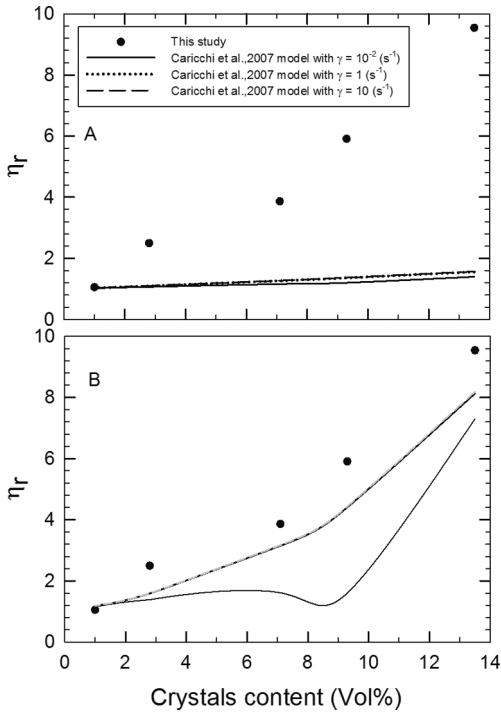 10
This study
Caricchi et al.,2007 model with γ = 10⁻² (s⁻¹)
Caricchi et al.,2007 model with γ = 1 (s⁻¹)
Caricchi et al.,2007 model with γ = 10 (s⁻¹)
8
A
6
ηr
4
2
0
10
B
8
6
ηr
4
2
0
0 2 4 6 8 10 12 14
Crystals content (Vol%)